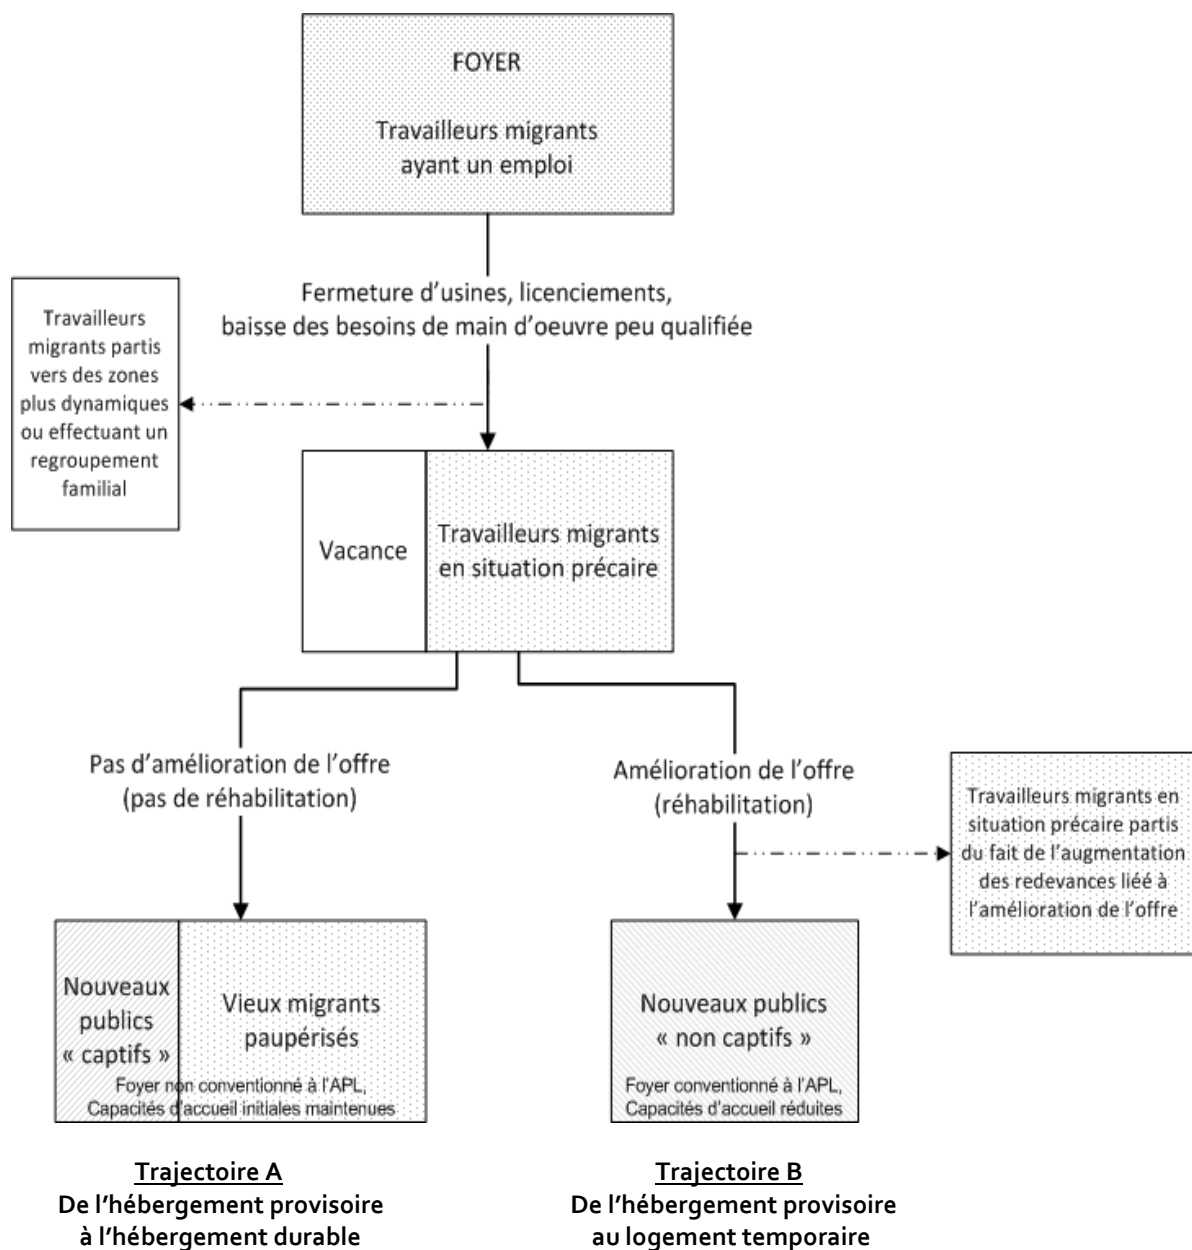 FOYER
Travailleurs migrants
ayant un emploi
Fermeture d'usines, licenciements,
baisse des besoins de main d'oeuvre peu qualifiée
Travailleurs
migrants partis
vers des zones
plus dynamiques
ou effectuant un
regroupement
familial
Vacance
Travailleurs migrants
en situation précaire
Pas d'amélioration de l'offre
(pas de réhabilitation)
Amélioration de l'offre
(réhabilitation)
Travailleurs migrants en
situation précaire partis
du fait de l'augmentation
des redevances liéé à
l'amélioration de l'offre
Nouveaux
publics
« captifs »
Vieux migrants
paupérisés
Foyer non conventionné à l'APL,
Capacités d'accueil initiales maintenues
Nouveaux publics
« non captifs »
Foyer conventionné à l'APL,
Capacités d'accueil réduites
Trajectoire A
De l'hébergement provisoire
à l'hébergement durable
Trajectoire B
De l'hébergement provisoire
au logement temporaire